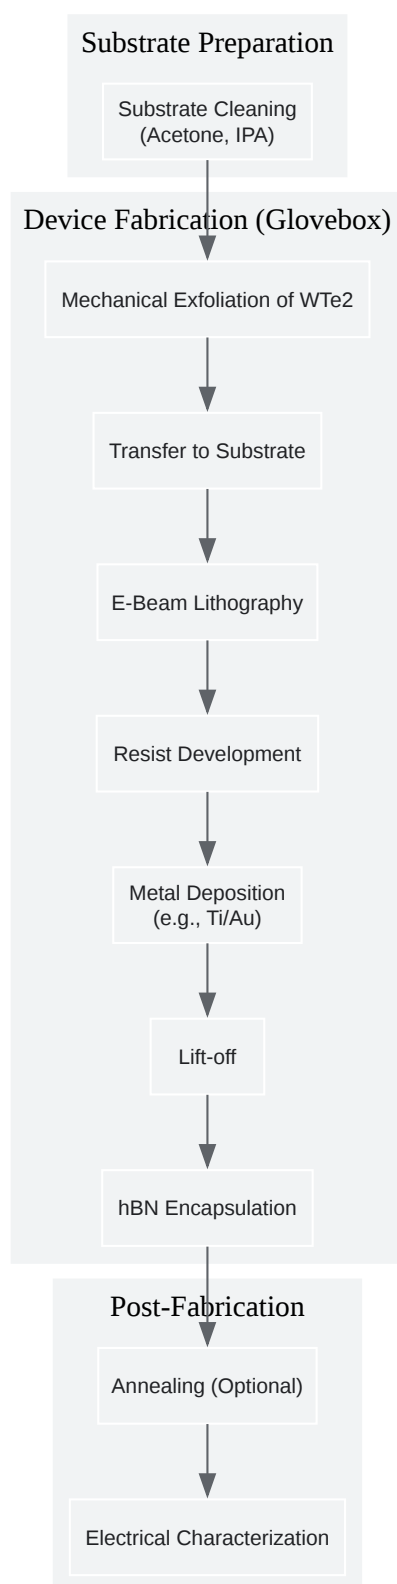 Substrate Preparation
Substrate Cleaning
(Acetone, IPA)
Device Fabrication (Glovebox)
Mechanical Exfoliation of WTe2
Transfer to Substrate
E-Beam Lithography
Resist Development
Metal Deposition
(e.g., Ti/Au)
Lift-off
hBN Encapsulation
Post-Fabrication
Annealing (Optional)
Electrical Characterization